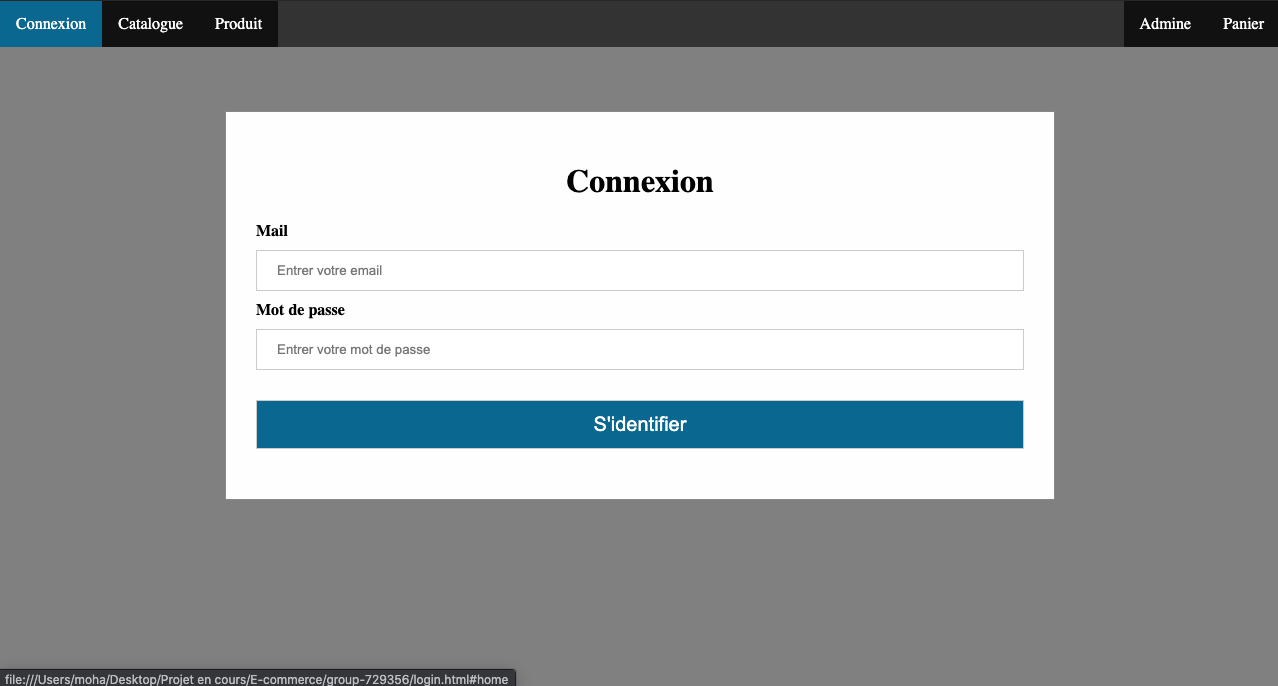 Connexion Catalogue Produit Admine Panier
Connexion
Mail
Entrer votre email
Mot de passe
Entrer votre mot de passe
S'identifier
file:///Users/moha/Desktop/Projet en cours/E-commerce/group-729356/login.html#home